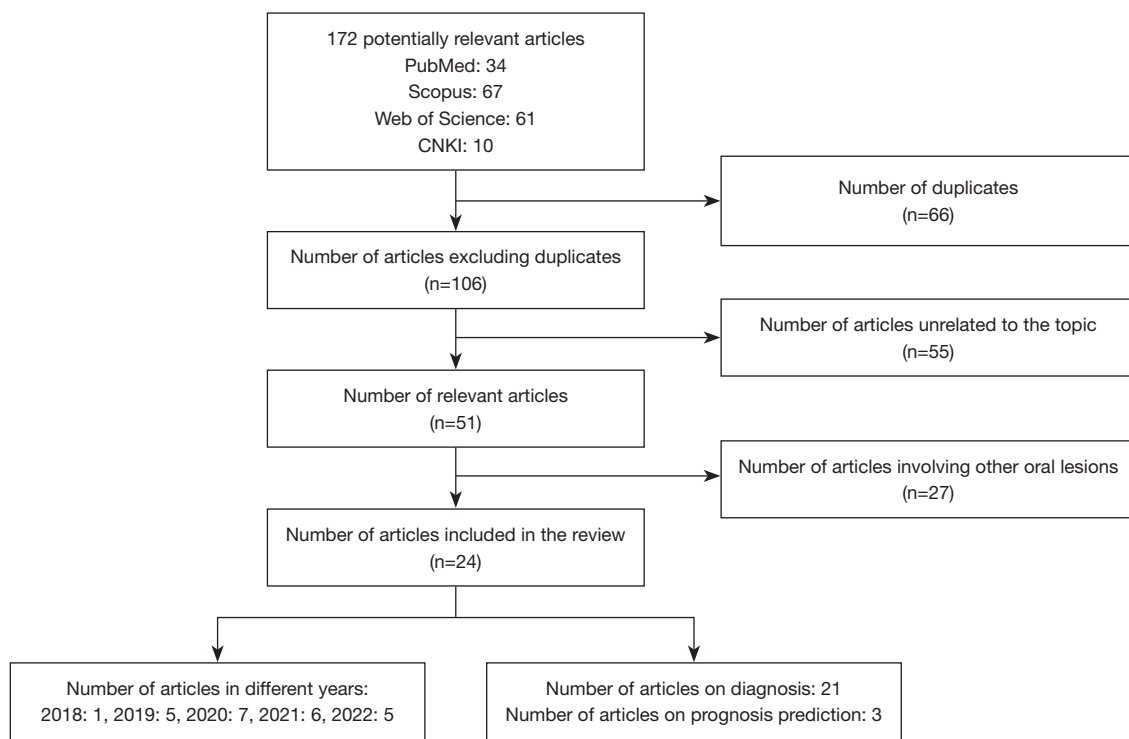 172 potentially relevant articles
PubMed: 34
Scopus: 67
Web of Science: 61
CNKI: 10
Number of duplicates
(n=66)
Number of articles excluding duplicates
(n=106)
Number of articles unrelated to the topic
(n=55)
Number of relevant articles
(n=51)
Number of articles involving other oral lesions
(n=27)
Number of articles included in the review
(n=24)
Number of articles in different years:
2018: 1, 2019: 5, 2020: 7, 2021: 6, 2022: 5
Number of articles on diagnosis: 21
Number of articles on prognosis prediction: 3